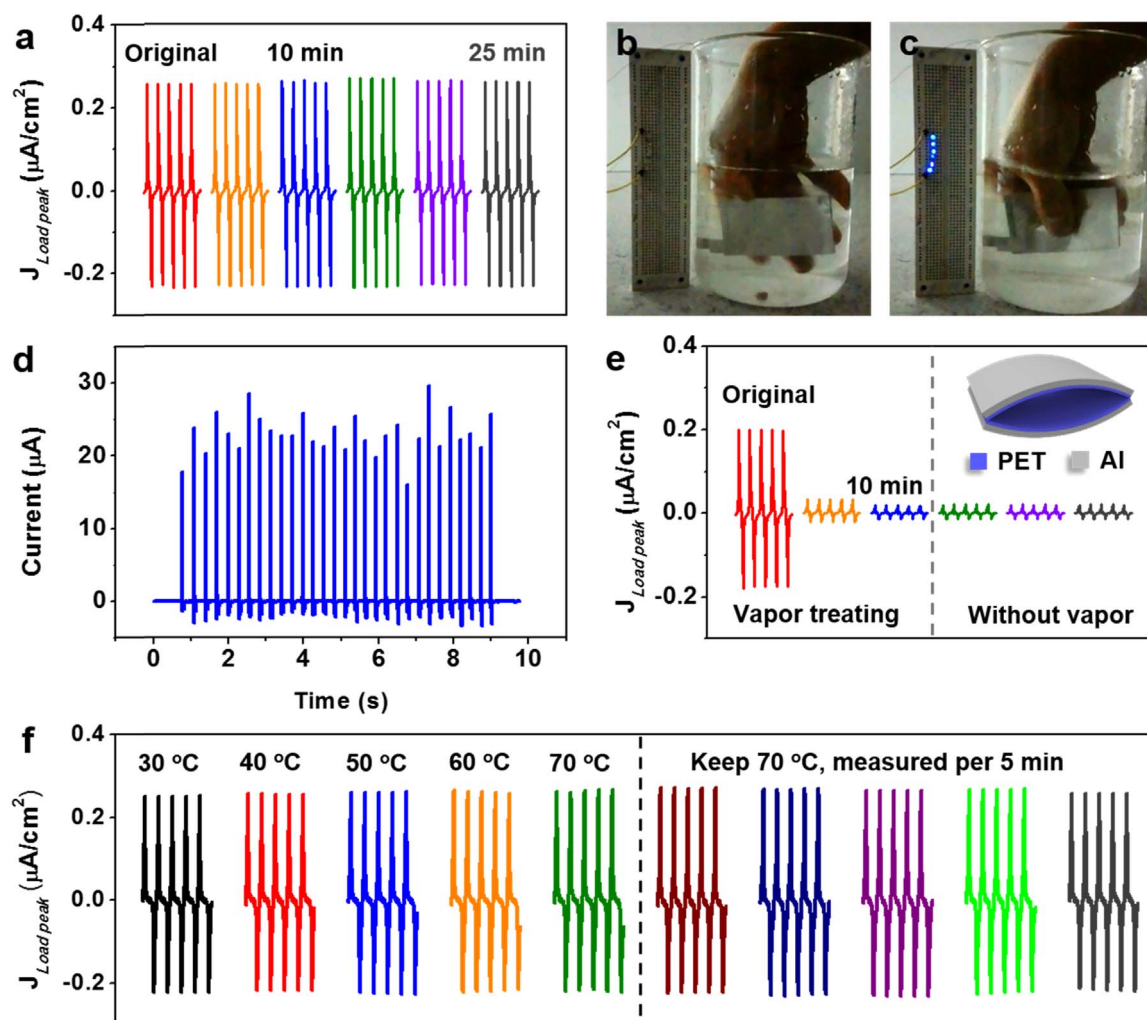 a
0.4
0.2
0.0
-0.2
J Load peak (μA/cm²)
Original
10 min
25 min
b
c
d
30
20
10
0
Current (μA)
0 2 4 6 8 10
Time (s)
e
0.4
0.2
0.0
-0.2
J Load peak (μA/cm²)
Original
10 min
PET
Al
Vapor treating
Without vapor
f
0.4
0.2
0.0
-0.2
J Load peak (μA/cm²)
30 °C 40 °C 50 °C 60 °C 70 °C
Keep 70 °C, measured per 5 min